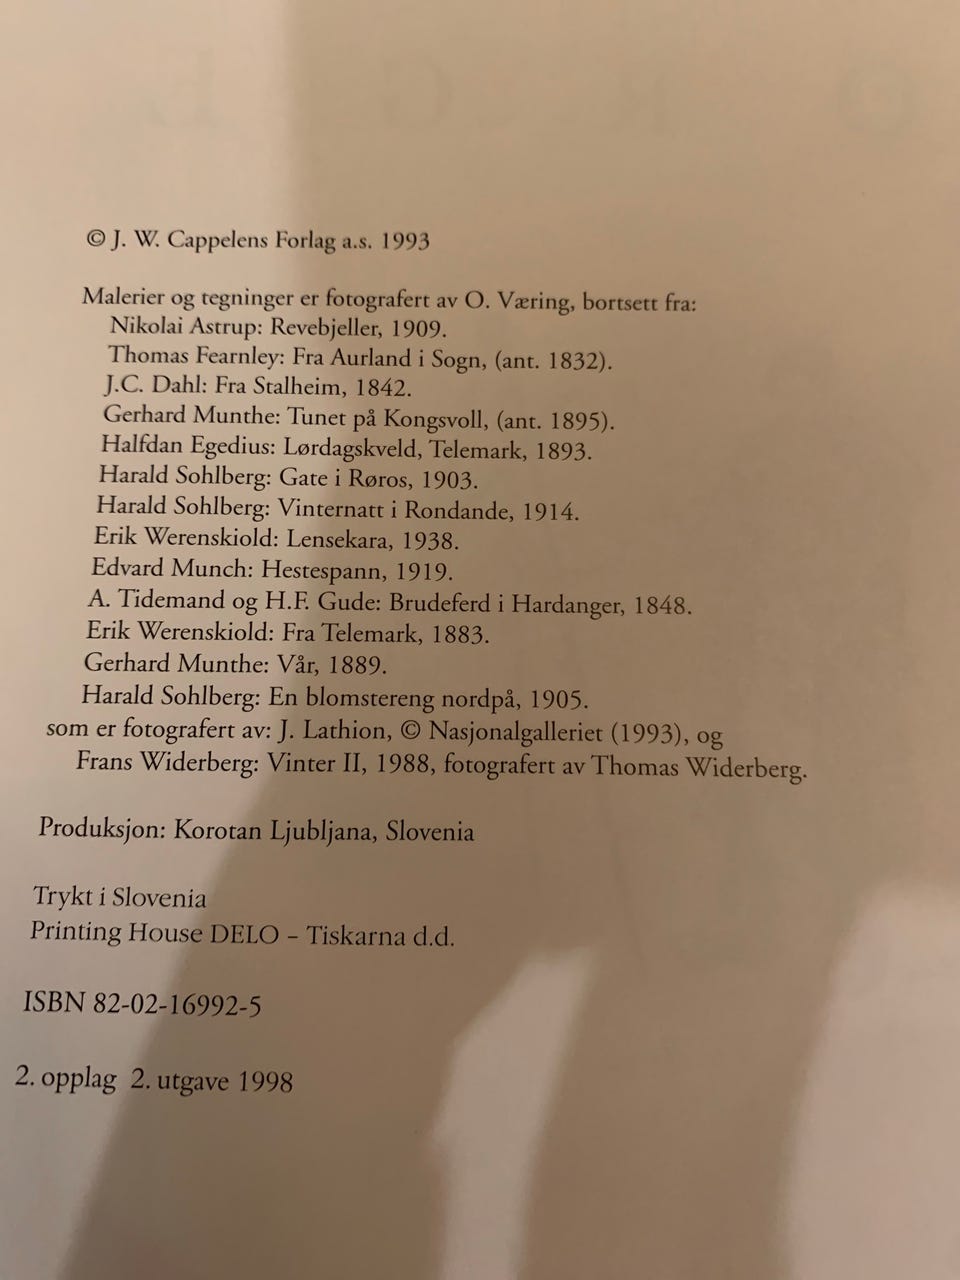 © J. W. Cappelens Forlag a.s. 1993
Malerier og tegninger er fotografert av O. Væring, bortsett fra:
Nikolai Astrup: Revebjeller, 1909.
Thomas Fearnley: Fra Aurland i Sogn, (ant. 1832).
J.C. Dahl: Fra Stalheim, 1842.
Gerhard Munthe: Tunet på Kongsvoll, (ant. 1895).
Halfdan Egedius: Lørdagskveld, Telemark, 1893.
Harald Sohlberg: Gate i Røros, 1903.
Harald Sohlberg: Vinternatt i Rondande, 1914.
Erik Werenskiold: Lensekara, 1938.
Edvard Munch: Hestespann, 1919.
A. Tidemand og H.F. Gude: Brudeferd i Hardanger, 1848.
Erik Werenskiold: Fra Telemark, 1883.
Gerhard Munthe: Vår, 1889.
Harald Sohlberg: En blomstereng nordpå, 1905.
som er fotografert av: J. Lathion, © Nasjonalgalleriet (1993), og
Frans Widerberg: Vinter II, 1988, fotografert av Thomas Widerberg.
Produksjon: Korotan Ljubljana, Slovenia
Trykt i Slovenia
Printing House DELO – Tiskarna d.d.
ISBN 82-02-16992-5
2. opplag 2. utgave 1998